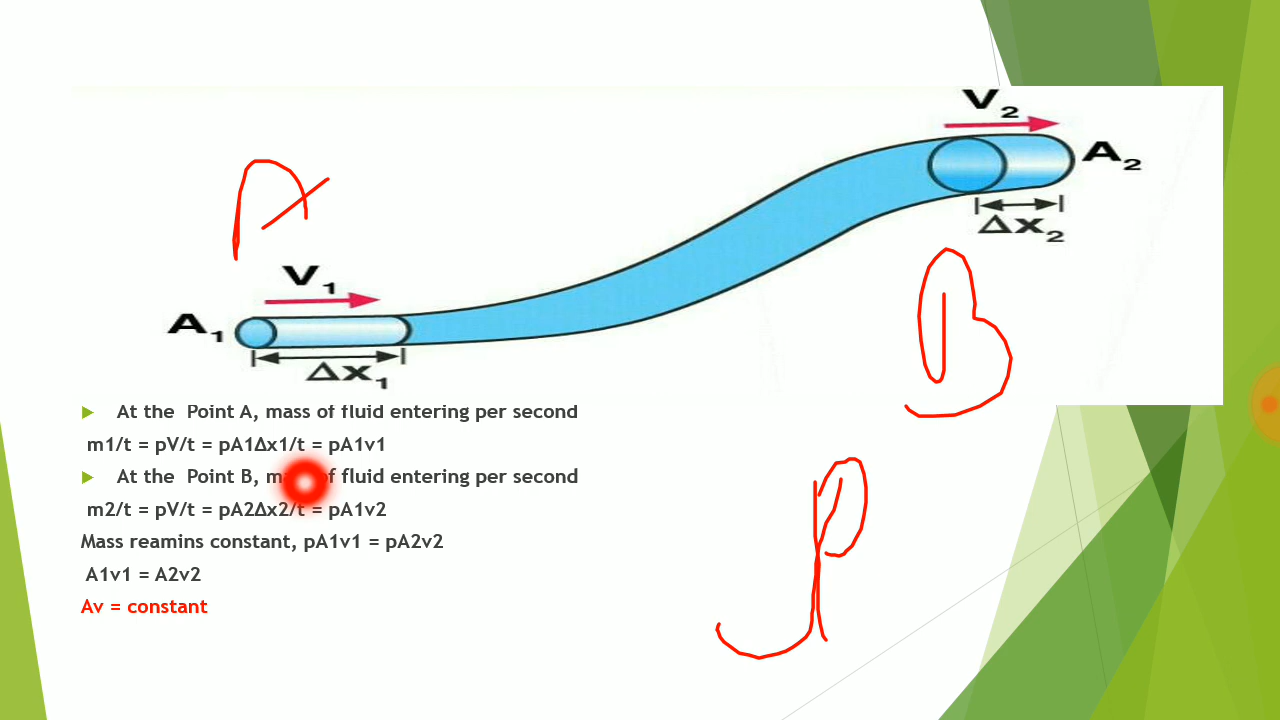 V2
A2
Δx2
A
V1
A1
Δx1
B
At the Point A, mass of fluid entering per second
m1/t = pV/t = pA1Δx1/t = pA1v1
At the Point B, of fluid entering per second
m2/t = pV/t = pA2Δx2/t = pA1v2
Mass reamins constant, pA1v1 = pA2v2
A1v1 = A2v2
Av = constant